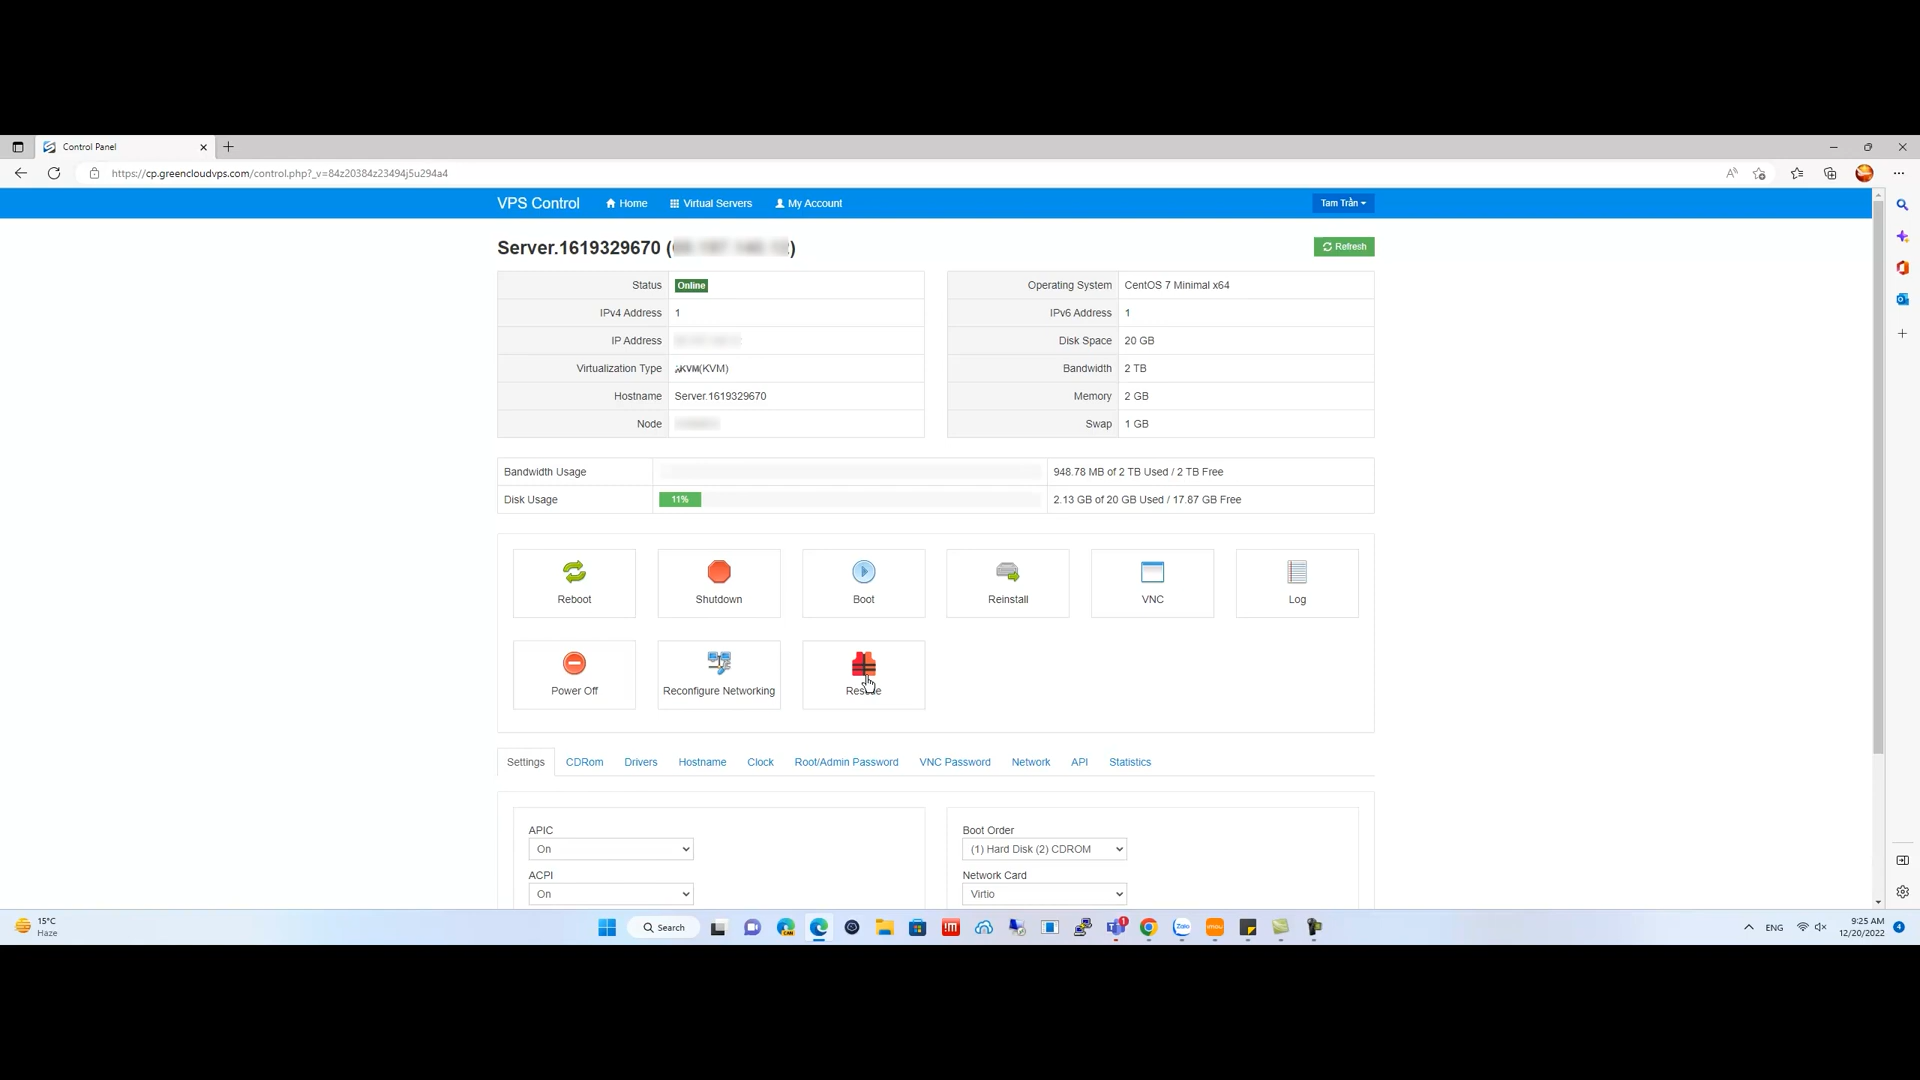 Control Panel
https://cp.greencloudvps.com/control.php?_v=84z20384z23494j5u294a4
VPS Control Home Virtual Servers My Account Tam Trần
Server.1619329670 ( ) Refresh
Status Online Operating System CentOS 7 Minimal x64
IPv4 Address 1 IPv6 Address 1
IP Address Disk Space 20 GB
Virtualization Type KVM(KVM) Bandwidth 2 TB
Hostname Server.1619329670 Memory 2 GB
Node Swap 1 GB
Bandwidth Usage 948.78 MB of 2 TB Used / 2 TB Free
Disk Usage 11% 2.13 GB of 20 GB Used / 17.87 GB Free
Reboot Shutdown Boot Reinstall VNC Log
Power Off Reconfigure Networking Rescue
Settings CDRom Drivers Hostname Clock Root/Admin Password VNC Password Network API Statistics
APIC Boot Order
On (1) Hard Disk (2) CDROM
ACPI Network Card
On Virtio
15°C
Haze
Search
1
Zalo
ENG
9:25 AM
12/20/2022
4